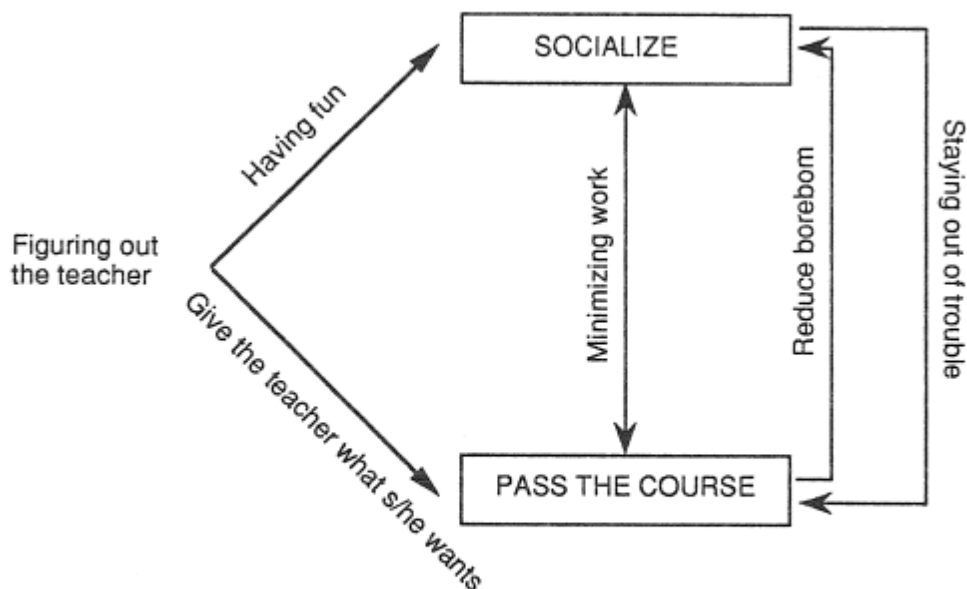 SOCIALIZE
Having fun
Figuring out
the teacher
Give the teacher what s/he wants
Minimizing work
Reduce borebom
Staying out of trouble
PASS THE COURSE